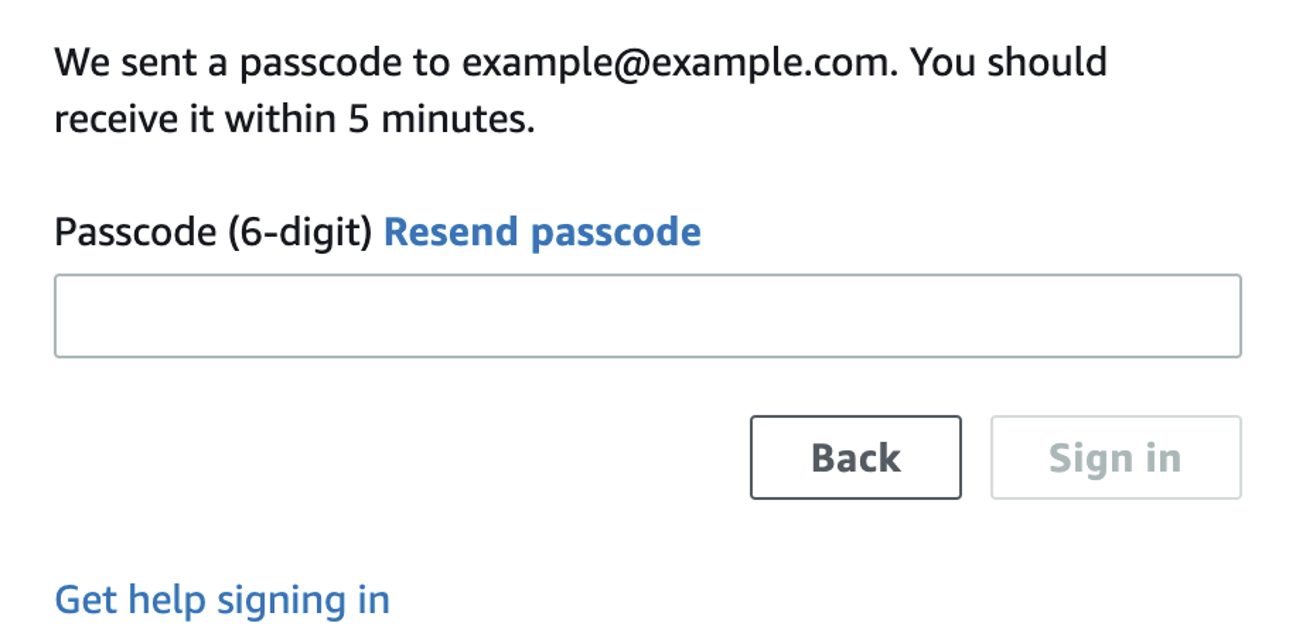 We sent a passcode to example@example.com. You should
receive it within 5 minutes.
Passcode (6-digit) Resend passcode
Back Sign in
Get help signing in